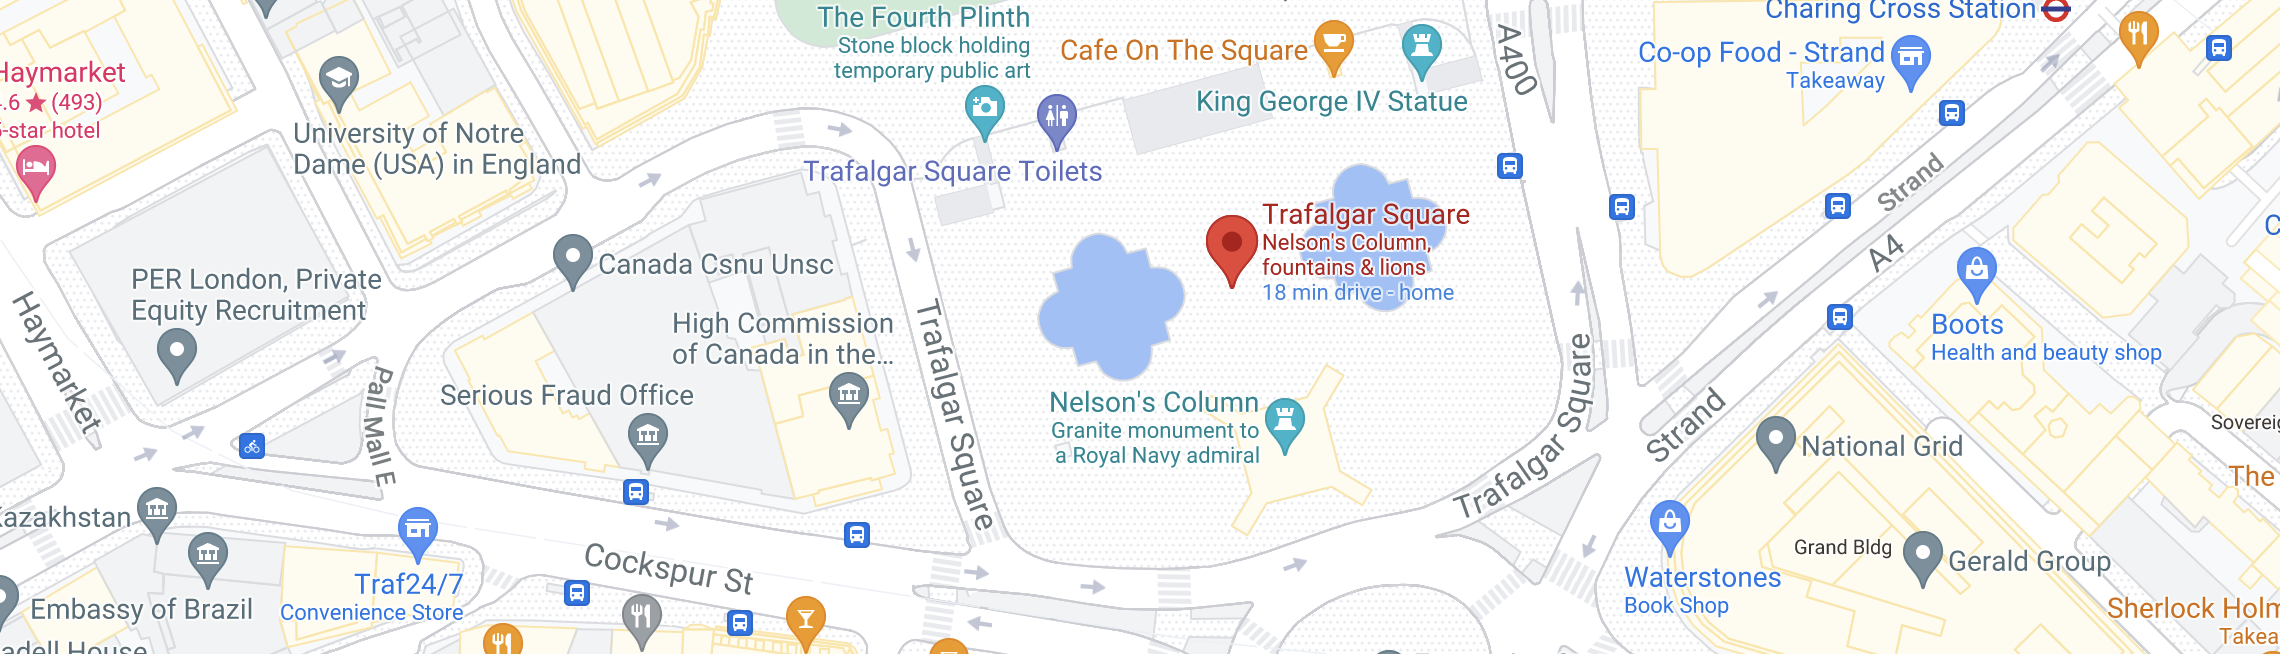 The Fourth Plinth
Stone block holding
temporary public art
Cafe On The Square
King George IV Statue
A400
Charing Cross Station
Co-op Food - Strand
Takeaway
Haymarket
4.6 ★ (493)
5-star hotel
University of Notre
Dame (USA) in England
Trafalgar Square Toilets
Strand
A4
Trafalgar Square
Nelson's Column,
fountains & lions
18 min drive - home
Canada Csnu Unsc
PER London, Private
Equity Recruitment
High Commission
of Canada in the...
Haymarket
Boots
Health and beauty shop
Serious Fraud Office
Pall Mall E
Trafalgar Square
Nelson's Column
Granite monument to
a Royal Navy admiral
Trafalgar Square
Strand
National Grid
Sovereig
The
Kazakhstan
Cockspur St
Traf24/7
Convenience Store
Embassy of Brazil
adell House
Waterstones
Book Shop
Grand Bldg
Gerald Group
Sherlock Holm
Takea